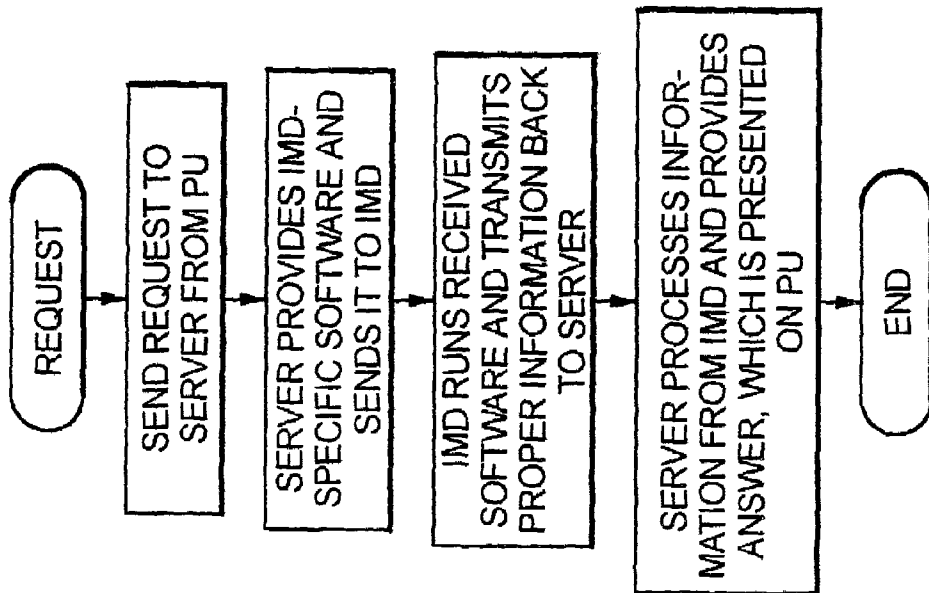 REQUEST
SEND REQUEST TO
SERVER FROM PU
SERVER PROVIDES IMD-
SPECIFIC SOFTWARE AND
SENDS IT TO IMD
IMD RUNS RECEIVED
SOFTWARE AND TRANSMITS
PROPER INFORMATION BACK
TO SERVER
SERVER PROCESSES INFOR-
MATION FROM IMD AND PROVIDES
ANSWER, WHICH IS PRESENTED
ON PU
END